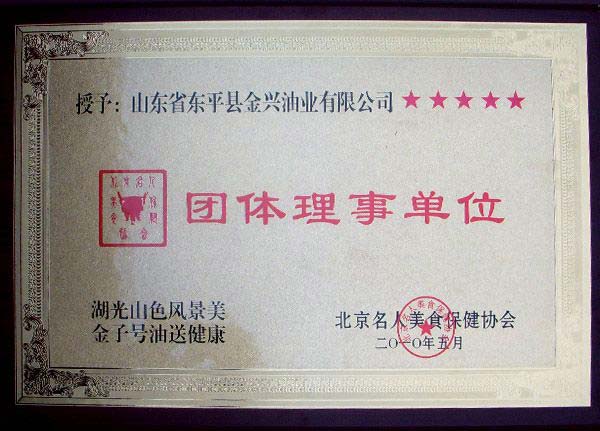 授予：山东省东平县金兴油业有限公司 ★★★★★
团体理事单位
湖光山色风景美
金子号油送健康
北京名人美食保健协会
二〇一〇年五月